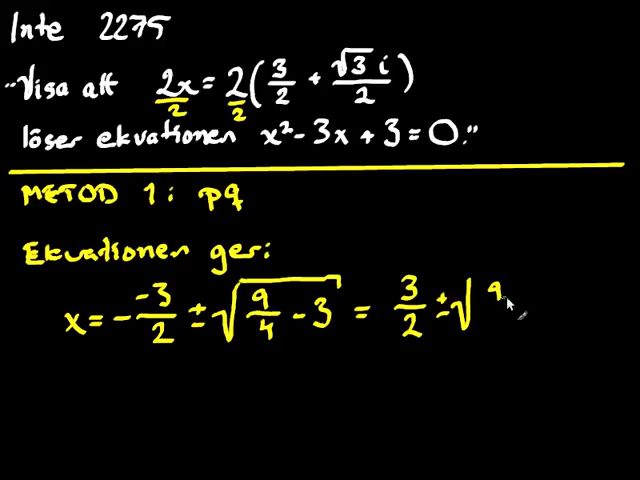 Inte 2275
"Visa att 2x/2 = 2/2 (3/2 + √3 i/2)
löser ekvationen x² - 3x + 3 = 0."
METOD 1: pq
Ekvationen ger:
x = - -3/2 ± √(9/4 - 3) = 3/2 ± √ 9